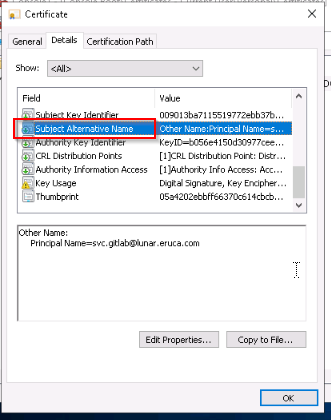 Certificate
General Details Certification Path
Show: <All>
Field Value
Subject Key Identifier 009013ba7115519772ebb37b...
Subject Alternative Name Other Name:Principal Name=s...
Authority Key Identifier KeyID=b056e4150d30977cee...
CRL Distribution Points [1]CRL Distribution Point: Distr...
Authority Information Access [1]Authority Info Access: Acc...
Key Usage Digital Signature, Key Encipher...
Thumbprint 05a4202ebbff66370c614cbcb...
Other Name:
Principal Name=svc.gitlab@lunar.eruca.com
Edit Properties... Copy to File...
OK